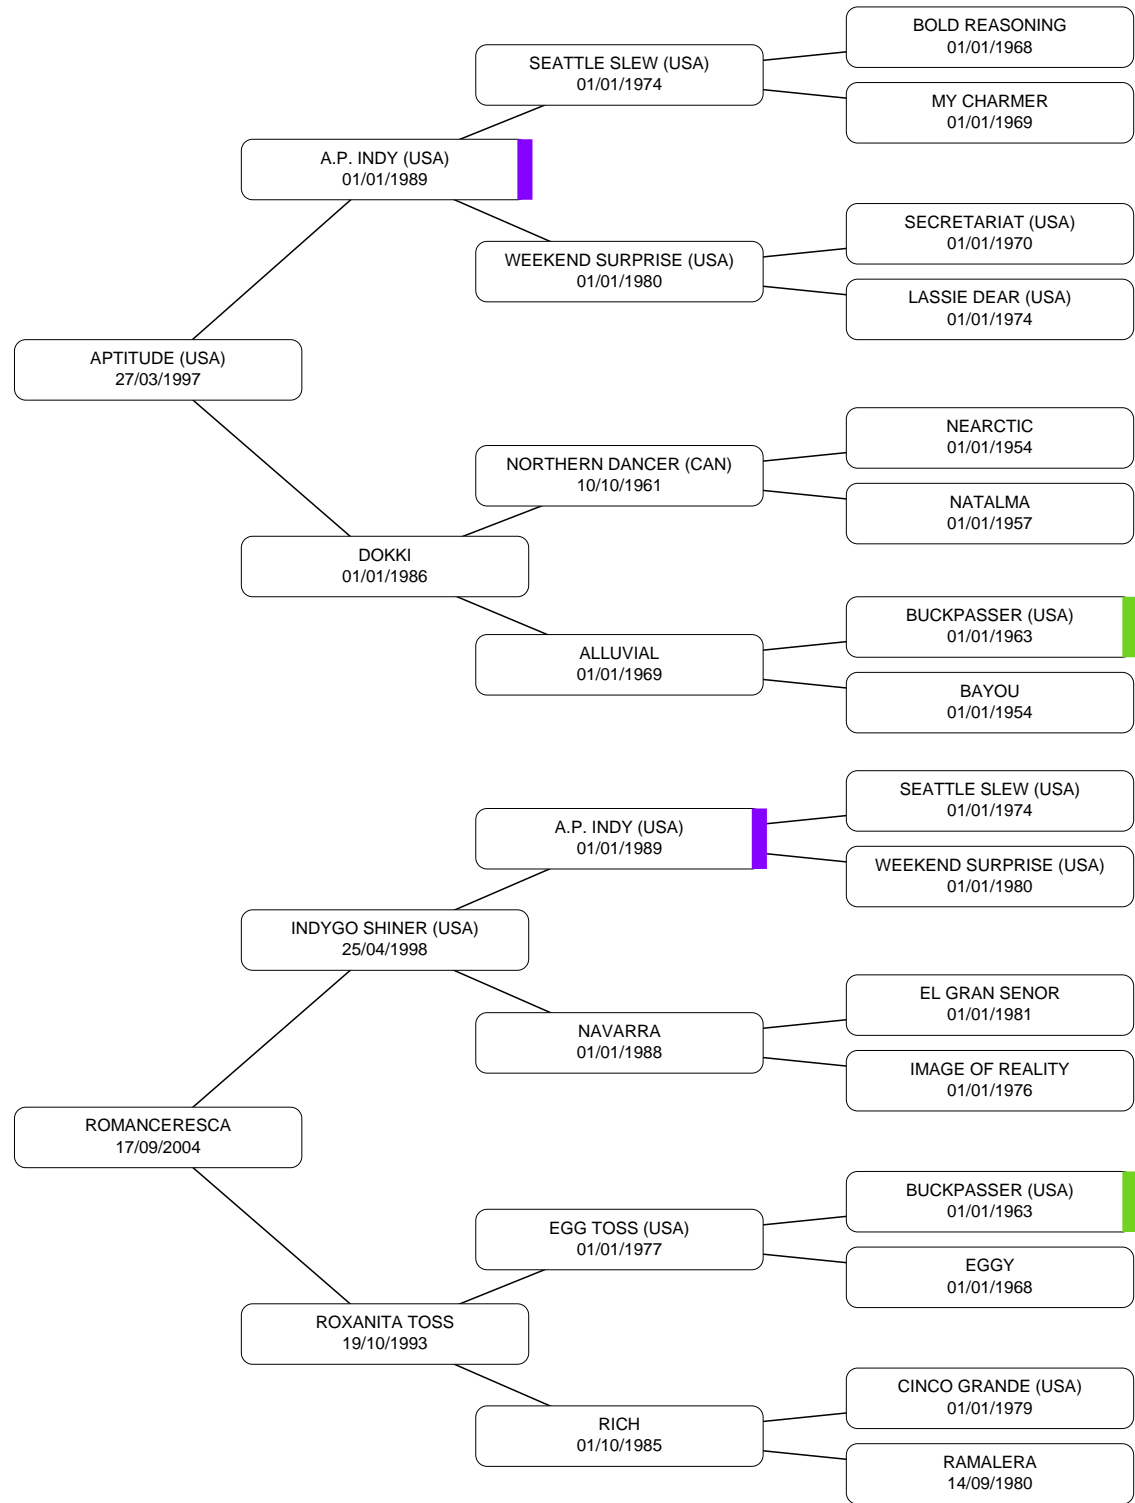 BOLD REASONING
01/01/1968
SEATTLE SLEW (USA)
01/01/1974
MY CHARMER
01/01/1969
A.P. INDY (USA)
01/01/1989
SECRETARIAT (USA)
01/01/1970
WEEKEND SURPRISE (USA)
01/01/1980
LASSIE DEAR (USA)
01/01/1974
APTITUDE (USA)
27/03/1997
NEARCTIC
01/01/1954
NORTHERN DANCER (CAN)
10/10/1961
NATALMA
01/01/1957
DOKKI
01/01/1986
BUCKPASSER (USA)
01/01/1963
ALLUVIAL
01/01/1969
BAYOU
01/01/1954
SEATTLE SLEW (USA)
01/01/1974
A.P. INDY (USA)
01/01/1989
WEEKEND SURPRISE (USA)
01/01/1980
INDYGO SHINER (USA)
25/04/1998
EL GRAN SENOR
01/01/1981
NAVARRA
01/01/1988
IMAGE OF REALITY
01/01/1976
ROMANCERESCA
17/09/2004
BUCKPASSER (USA)
01/01/1963
EGG TOSS (USA)
01/01/1977
EGGY
01/01/1968
ROXANITA TOSS
19/10/1993
CINCO GRANDE (USA)
01/01/1979
RICH
01/10/1985
RAMALERA
14/09/1980